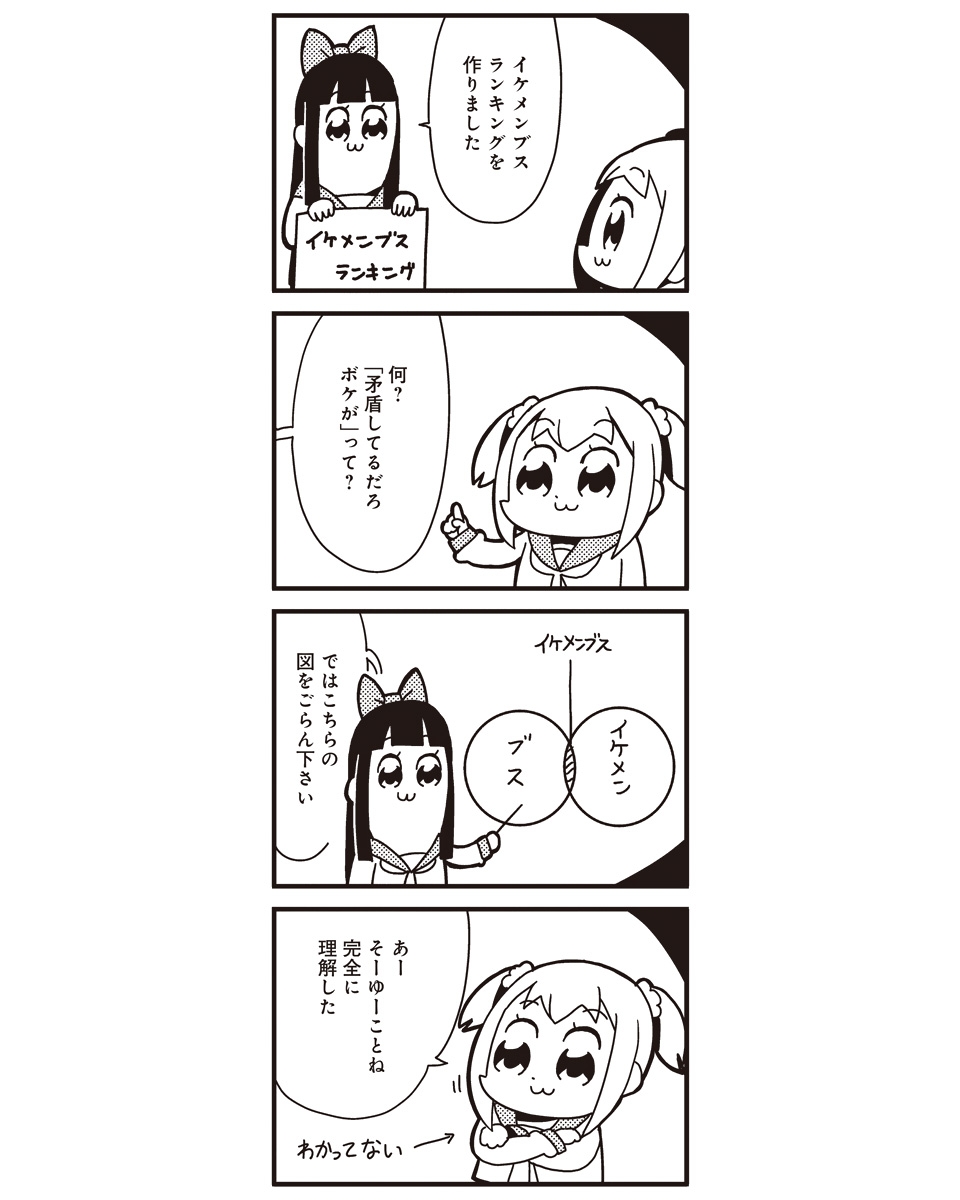 イケメンブス
ランキングを
作りました
イケメンブス
ランキング
何?
「矛盾してるだろ
ボケが」って?
イケメンブス
イケメン
ブス
ではこちらの
図をごらん下さい
あー
そーゆーことね
完全に
理解した
わかってない